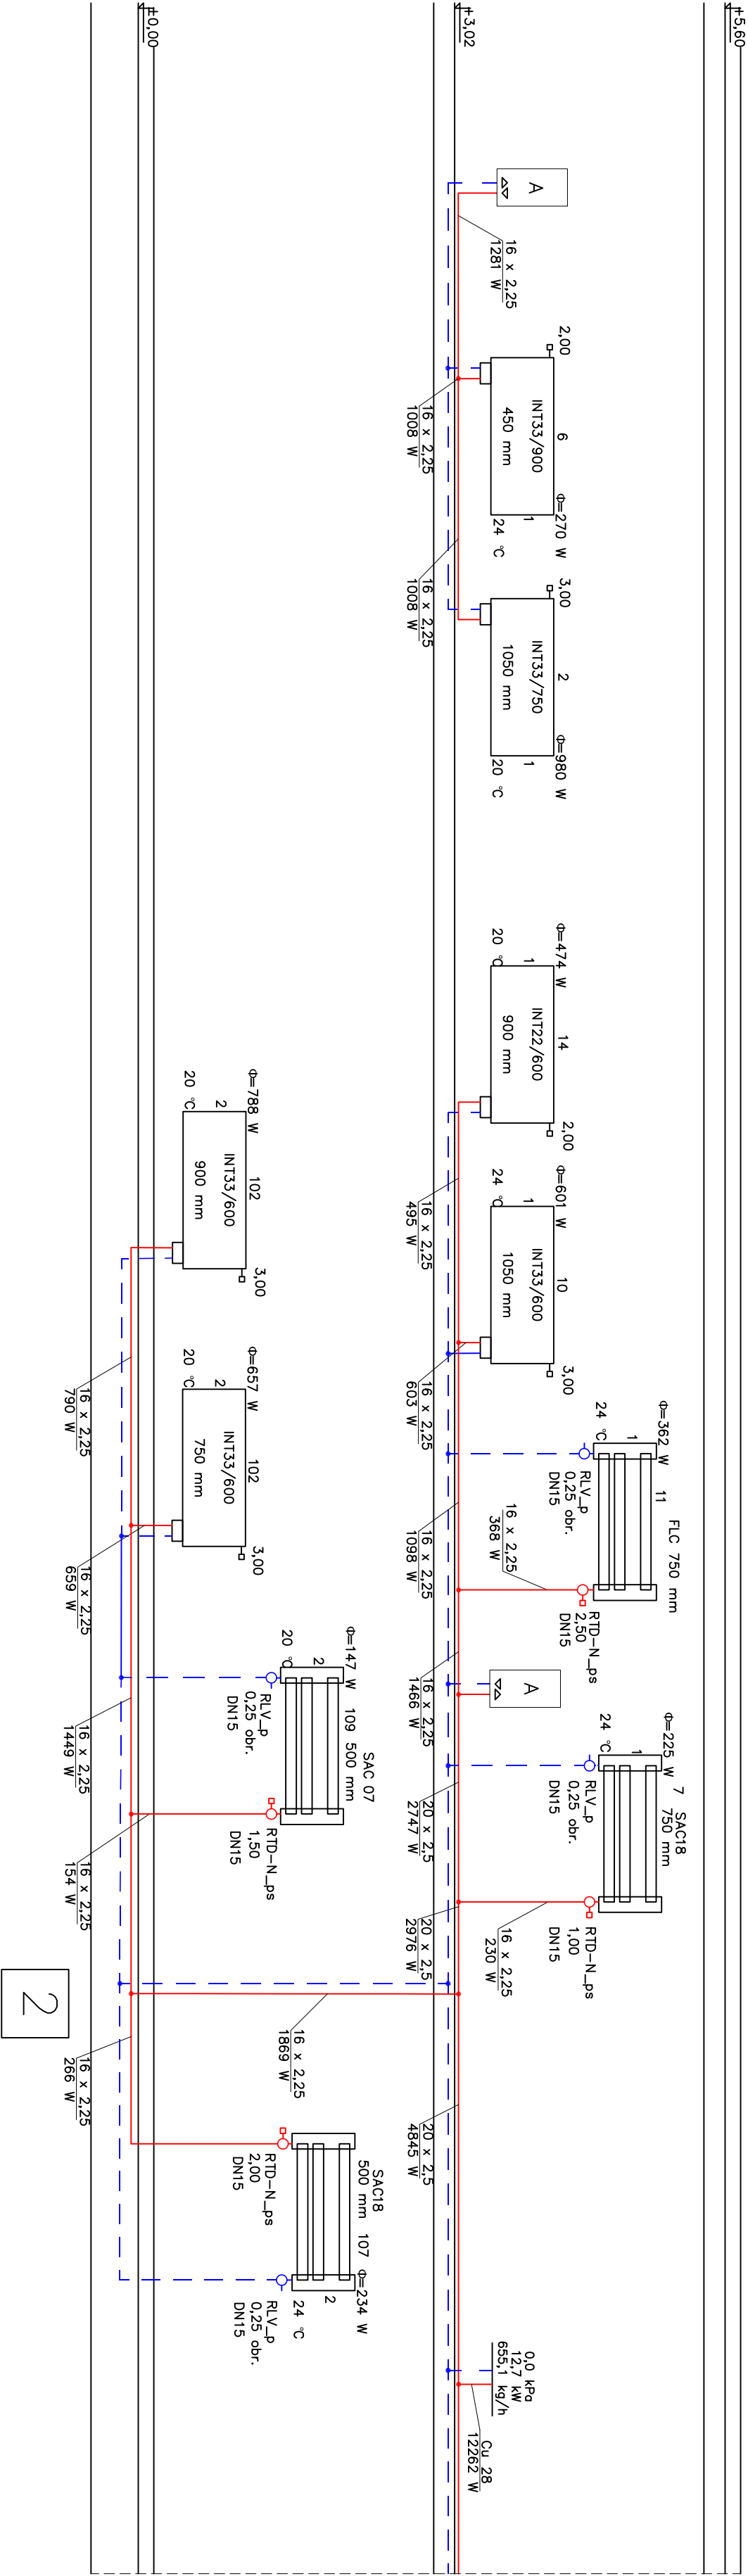 +5,60
+3,02
+0,00
A
16 x 2,25
1281 W
2,00
6
Φ=270 W
INT33/900
1
450 mm
24 °C
16 x 2,25
1008 W
3,00
2
Φ=980 W
INT33/750
1
1050 mm
20 °C
16 x 2,25
1008 W
Φ=474 W
14
2,00
1
INT22/600
20 °C
900 mm
16 x 2,25
495 W
Φ=601 W
10
3,00
1
INT33/600
24 °C
1050 mm
16 x 2,25
603 W
Φ=362 W
FLC 750 mm
1
11
24 °C
RLV_p
0,25 obr.
DN15
RTD-N_ps
2,50
DN15
16 x 2,25
368 W
16 x 2,25
1098 W
16 x 2,25
1466 W
A
Φ=225 W
7
SAC18
750 mm
1
24 °C
RLV_p
0,25 obr.
DN15
RTD-N_ps
1,00
DN15
20 x 2,5
2747 W
16 x 2,25
230 W
20 x 2,5
2976 W
20 x 2,5
4845 W
0,0 kPa
12,7 kW
655,1 kg/h
Cu 28
12262 W
Φ=788 W
102
3,00
2
INT33/600
20 °C
900 mm
16 x 2,25
790 W
Φ=657 W
102
3,00
2
INT33/600
20 °C
750 mm
16 x 2,25
659 W
Φ=147 W
SAC 07
109 500 mm
2
20 °C
RLV_p
0,25 obr.
DN15
RTD-N_ps
1,50
DN15
16 x 2,25
1449 W
16 x 2,25
154 W
16 x 2,25
1869 W
16 x 2,25
266 W
SAC18
500 mm 107
Φ=234 W
2
24 °C
RTD-N_ps
2,00
DN15
RLV_p
0,25 obr.
DN15
2